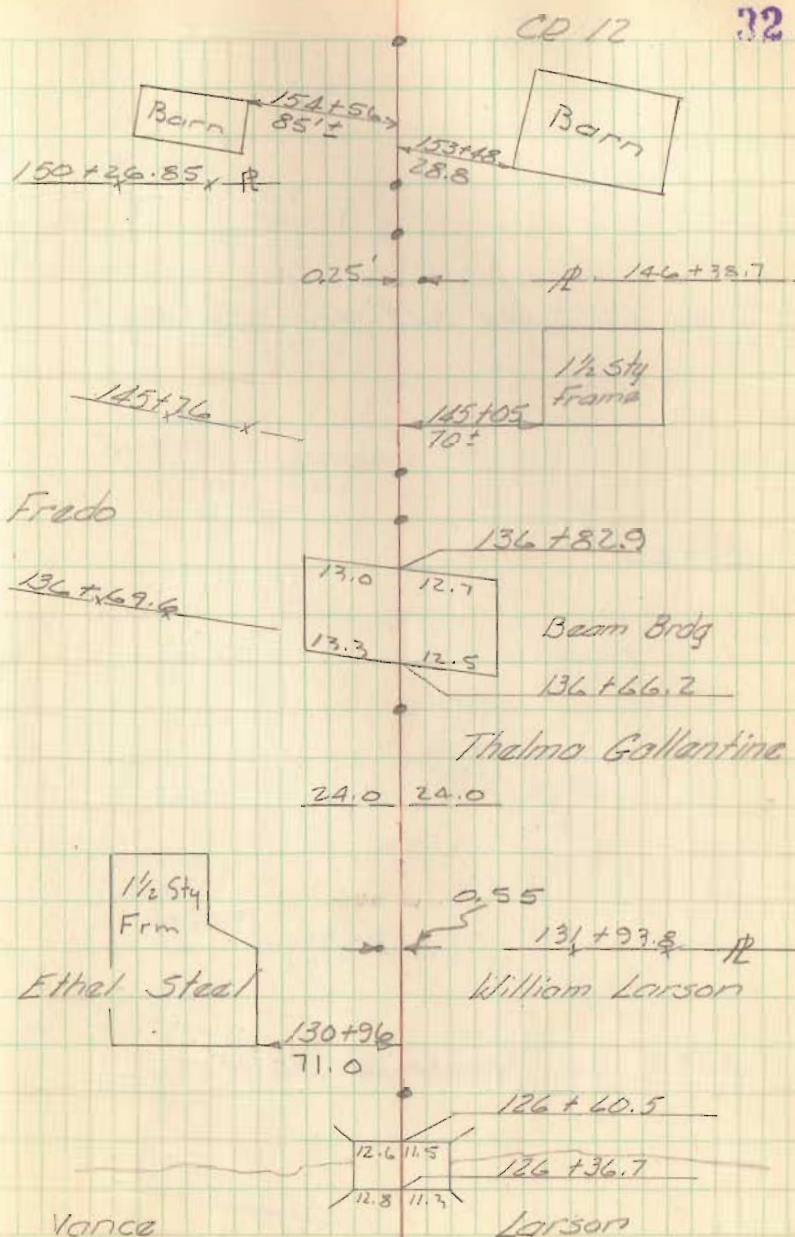 CR 12 32
Barn 154+56 Barn
85'±
153+48
28.8
150+26.85 PL
0.25' PL 146+38.7
1½ Sty
Frame
145+76 145+05
70±
Fredo
136+82.9
13.0 12.7
136+69.6
Beam Brdg
13.3 12.5
136+66.2
Thelma Gallantine
24.0 24.0
1½ Sty
Frm
0.55
131+93.8 PL
Ethel Steel William Larson
130+96
71.0
126+60.5
12.6 11.5
126+36.7
12.8 11.3
Vance Larson